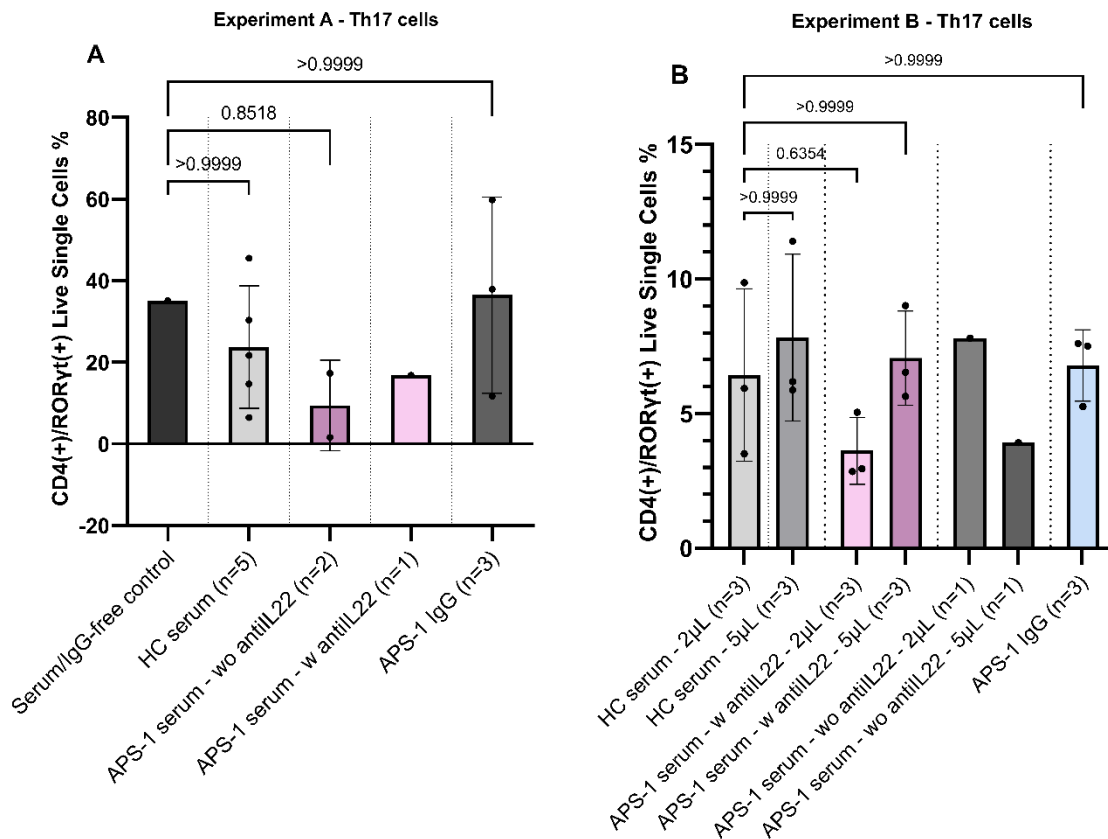 Experiment A - Th17 cells
A
>0.9999
0.8518
>0.9999
80
60
40
20
0
-20
CD4(+)/RORγt(+) Live Single Cells %
Serum/IgG-free control
HC serum (n=5)
APS-1 serum - wo antiIL22 (n=2)
APS-1 serum - w antiIL22 (n=1)
APS-1 IgG (n=3)
Experiment B - Th17 cells
B
>0.9999
>0.9999
0.6354
>0.9999
15
10
5
0
CD4(+)/RORγt(+) Live Single Cells %
HC serum - 2µL (n=3)
HC serum - 5µL (n=3)
APS-1 serum - w antiIL22 - 2µL (n=3)
APS-1 serum - w antiIL22 - 5µL (n=3)
APS-1 serum - wo antiIL22 - 2µL (n=1)
APS-1 serum - wo antiIL22 - 5µL (n=1)
APS-1 IgG (n=3)